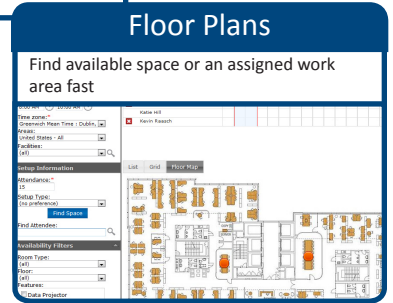 Floor Plans
Find available space or an assigned work
area fast
Katie Hill
Kevin Raasch
Time zone:*
Greenwich Mean Time : Dublin,
Areas:
United States - All
Facilities:
(all)
List Grid Floor Map
Setup Information
Attendance:*
15
Setup Type:
(no preference)
Find Space
Find Attendee:
Availability Filters
Room Type:
(all)
Floor:
(all)
Features:
Data Projector